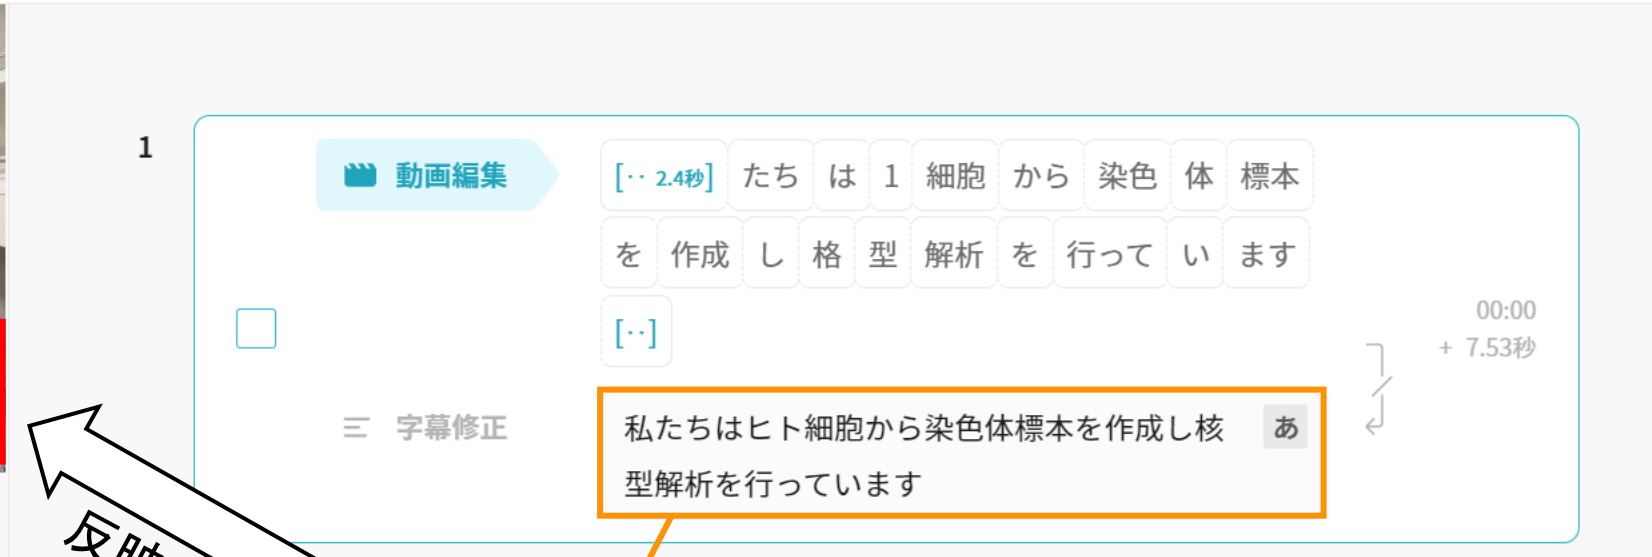 1
動画編集
[·· 2.4秒] たち は 1 細胞 から 染色 体 標本
を 作成 し 格 型 解析 を 行って い ます
[··]
00:00
+ 7.53秒
字幕修正
私たちはヒト細胞から染色体標本を作成し核
あ
型解析を行っています
反映